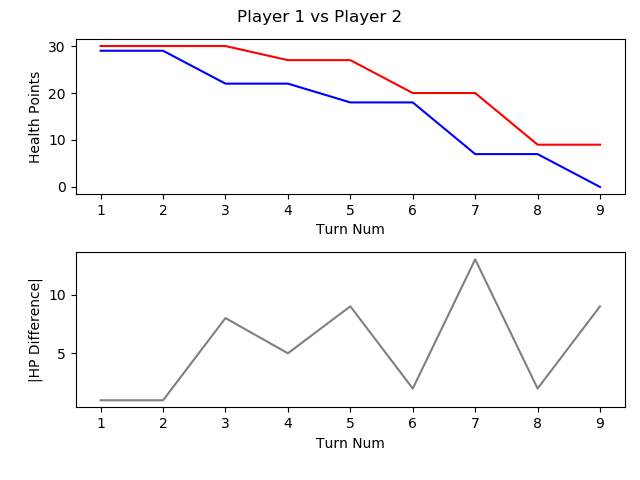 Player 1 vs Player 2
30
20
10
0
Health Points
1 2 3 4 5 6 7 8 9
Turn Num
10
5
|HP Difference|
1 2 3 4 5 6 7 8 9
Turn Num